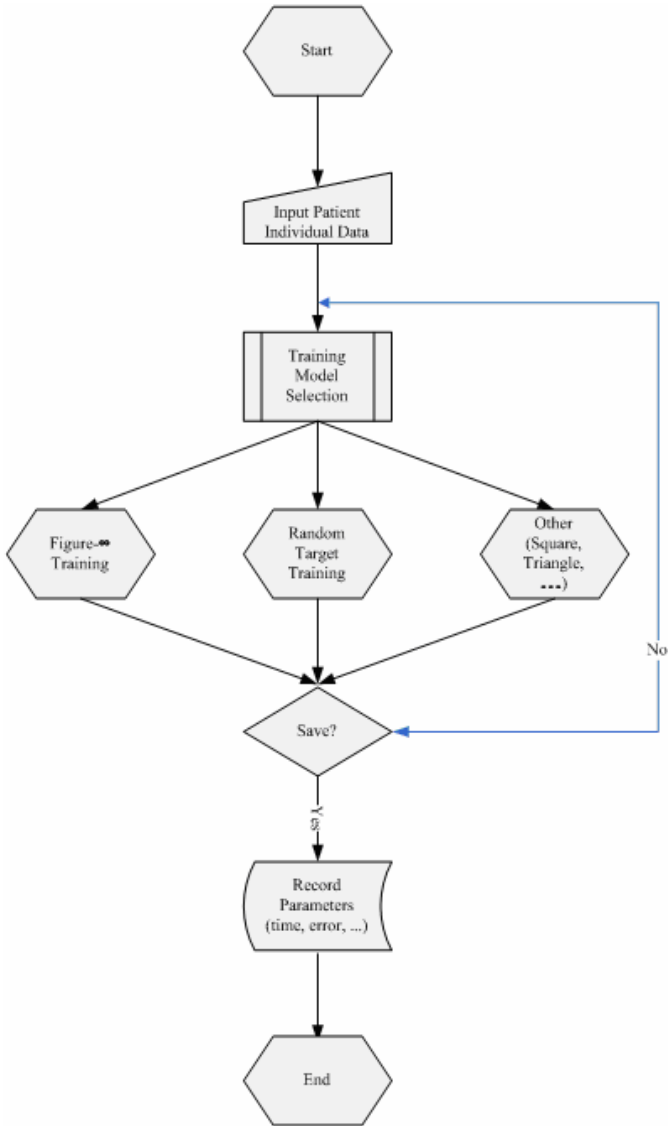 Start
Input Patient
Individual Data
Training
Model
Selection
Figure-∞
Training
Random
Target
Training
Other
(Square,
Triangle,
...)
No
Save?
Yes
Record
Parameters
(time, error, ...)
End